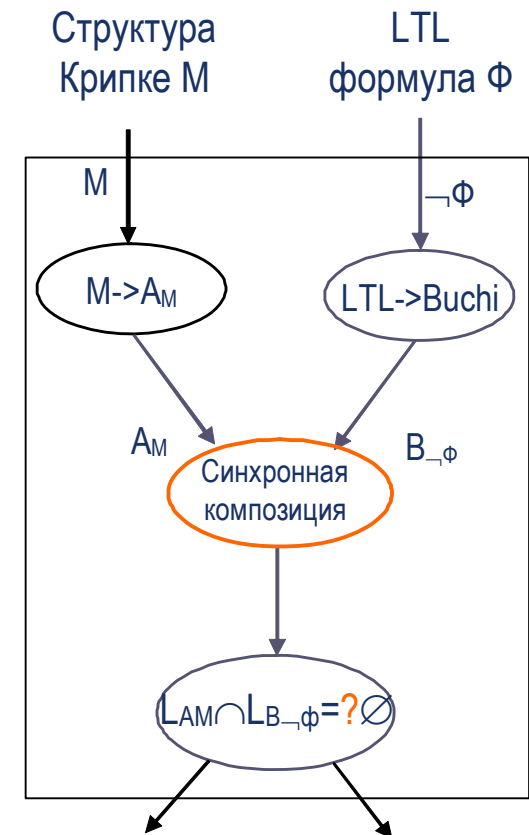 Структура
Крипке М
LTL
формула Φ
М
¬Φ
M->AM
LTL->Buchi
AM
B¬Φ
Синхронная
композиция
LAM∩LB¬ф=?∅